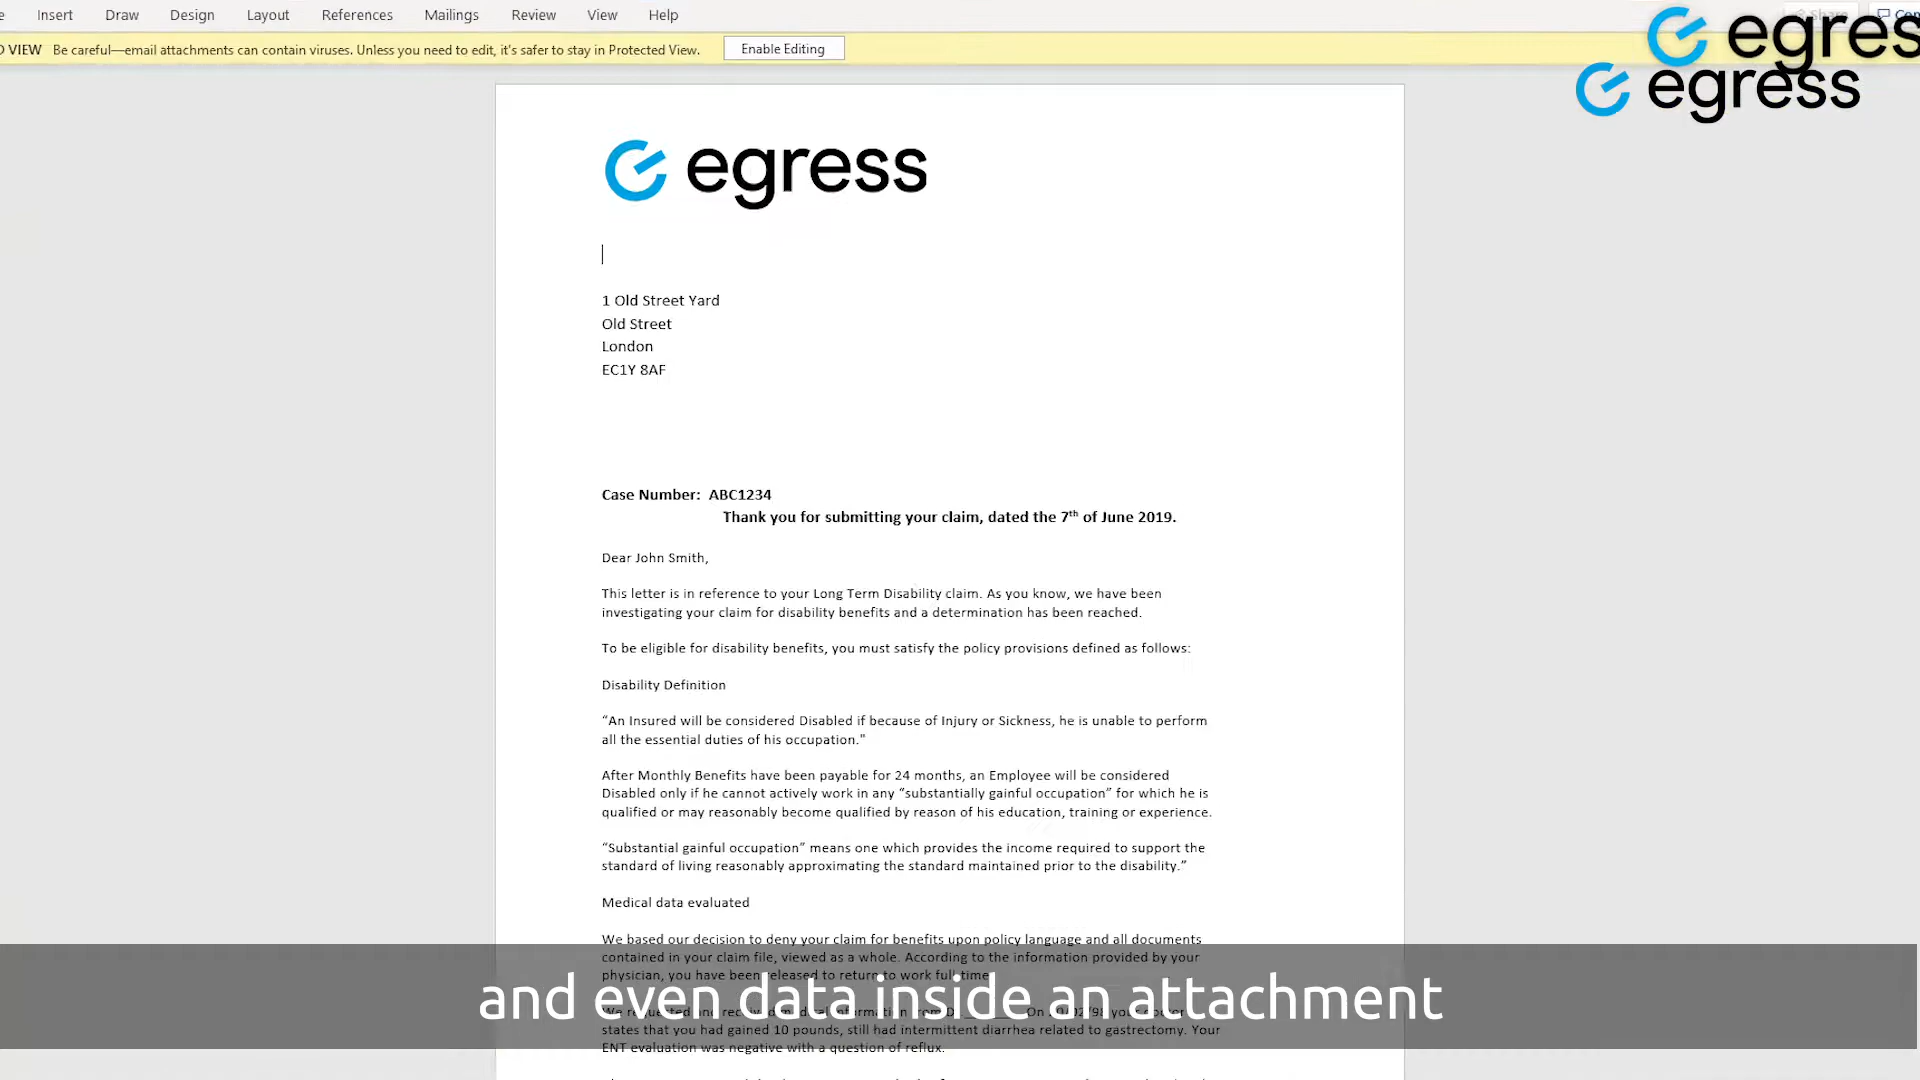 Insert Draw Design Layout References Mailings Review View Help Share
VIEW Be careful—email attachments can contain viruses. Unless you need to edit, it's safer to stay in Protected View. Enable Editing
egress
egress
egress
1 Old Street Yard
Old Street
London
EC1Y 8AF
Case Number: ABC1234
Thank you for submitting your claim, dated the 7th of June 2019.
Dear John Smith,
This letter is in reference to your Long Term Disability claim. As you know, we have been
investigating your claim for disability benefits and a determination has been reached.
To be eligible for disability benefits, you must satisfy the policy provisions defined as follows:
Disability Definition
“An Insured will be considered Disabled if because of Injury or Sickness, he is unable to perform
all the essential duties of his occupation."
After Monthly Benefits have been payable for 24 months, an Employee will be considered
Disabled only if he cannot actively work in any “substantially gainful occupation” for which he is
qualified or may reasonably become qualified by reason of his education, training or experience.
“Substantial gainful occupation” means one which provides the income required to support the
standard of living reasonably approximating the standard maintained prior to the disability.”
Medical data evaluated
We based our decision to deny your claim for benefits upon policy language and all documents
contained in your claim file, viewed as a whole. According to the information provided by your
physician, you have been released to return to work full time
and even data inside an attachment
We requested and received medical information from D On your
states that you had gained 10 pounds, still had intermittent diarrhea related to gastrectomy. Your
ENT evaluation was negative with a question of reflux.